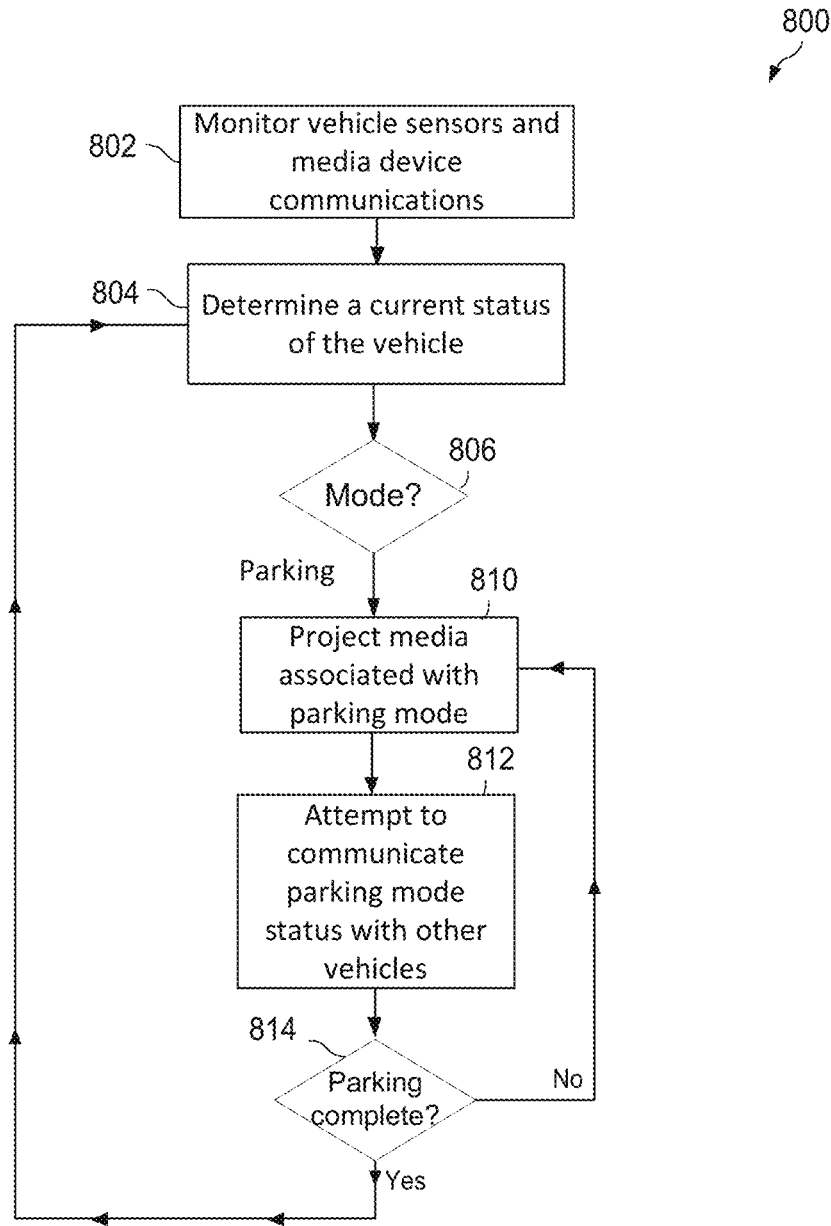 800
802
Monitor vehicle sensors and
media device
communications
804
Determine a current status
of the vehicle
806
Mode?
Parking
810
Project media
associated with
parking mode
812
Attempt to
communicate
parking mode
status with other
vehicles
814
Parking
complete?
No
Yes